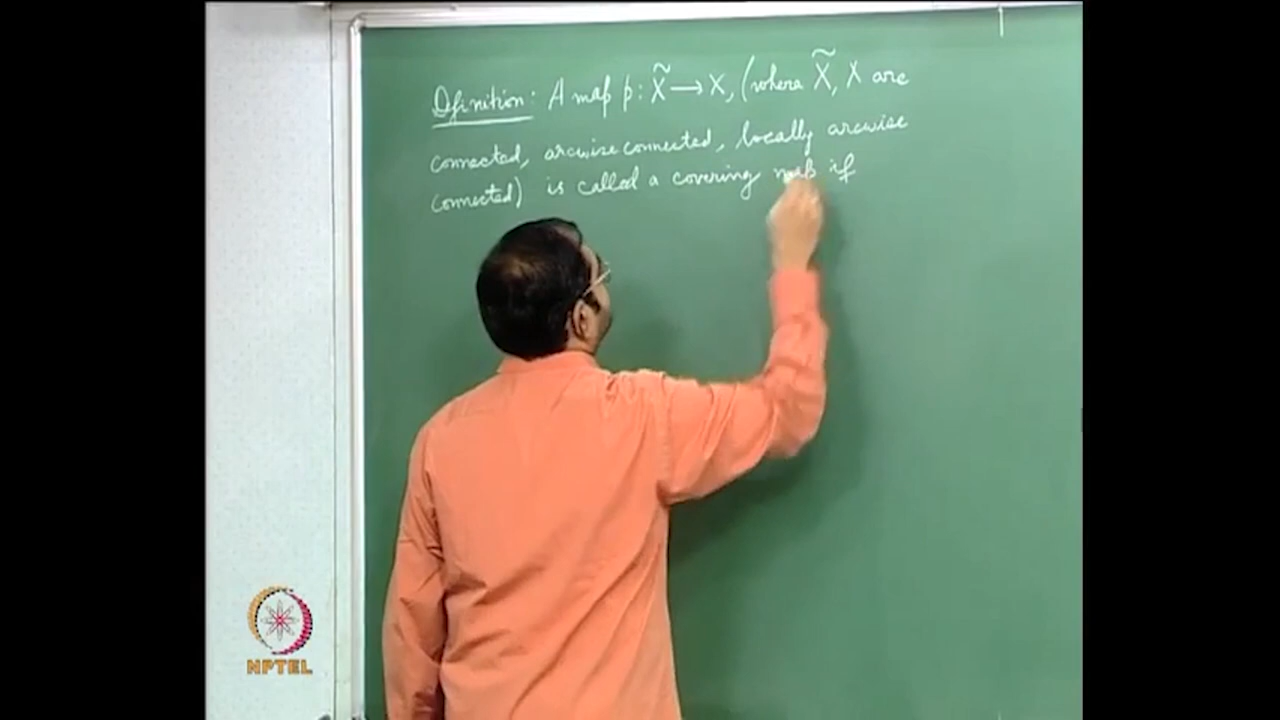 Definition: A map p: X̃ → X, (where X̃, X are
connected, arcwise connected, locally arcwise
connected) is called a covering map if
NPTEL